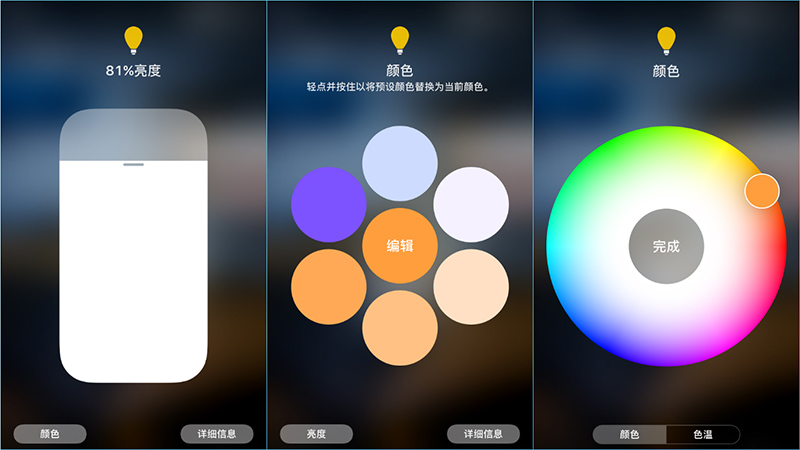 81%亮度
颜色
详细信息
颜色
轻点并按住以将预设颜色替换为当前颜色。
编辑
亮度
详细信息
颜色
完成
颜色
色温